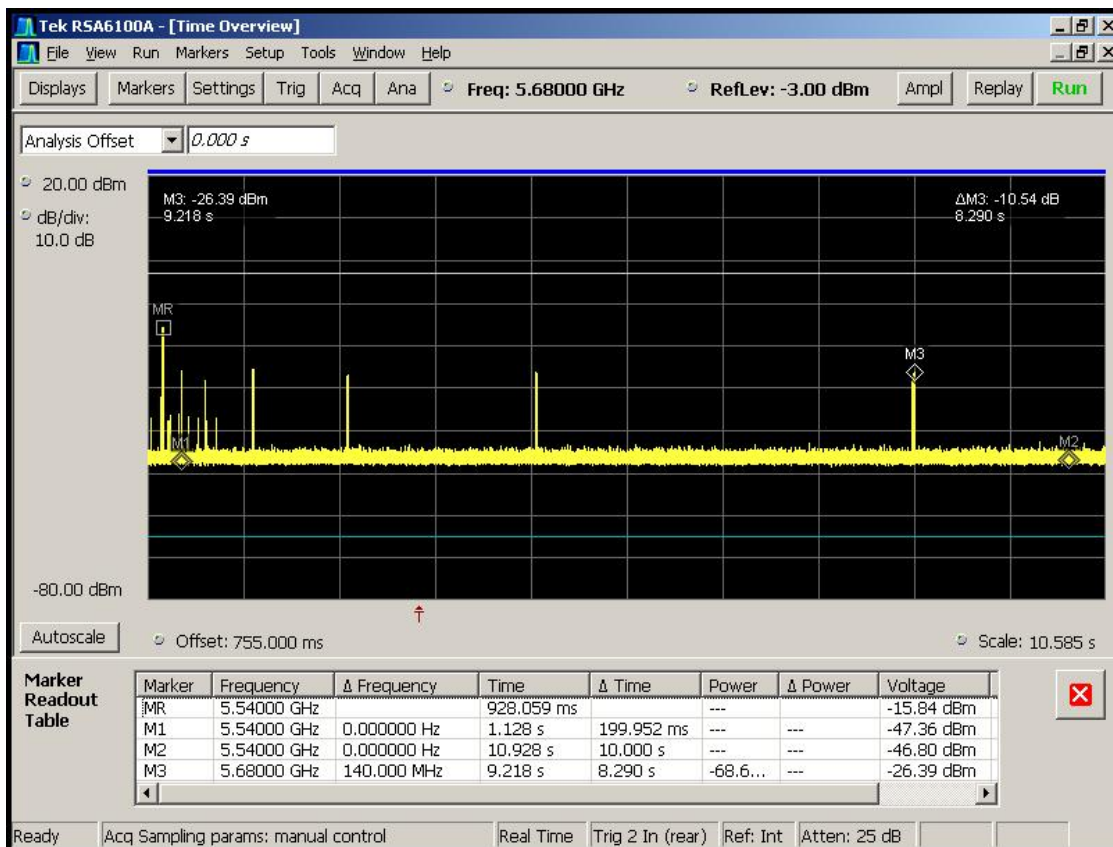 Tek RSA6100A - [Time Overview]
File View Run Markers Setup Tools Window Help
Displays Markers Settings Trig Acq Ana Freq: 5.68000 GHz RefLev: -3.00 dBm Ampl Replay Run
Analysis Offset 0.000 s
20.00 dBm
dB/div:
10.0 dB
M3: -26.39 dBm
9.218 s
ΔM3: -10.54 dB
8.290 s
MR
M3
M1
M2
-80.00 dBm
Autoscale Offset: 755.000 ms Scale: 10.585 s
Marker
Readout
Table
Marker Frequency Δ Frequency Time Δ Time Power Δ Power Voltage
MR 5.54000 GHz 928.059 ms --- -15.84 dBm
M1 5.54000 GHz 0.000000 Hz 1.128 s 199.952 ms --- --- -47.36 dBm
M2 5.54000 GHz 0.000000 Hz 10.928 s 10.000 s --- --- -46.80 dBm
M3 5.68000 GHz 140.000 MHz 9.218 s 8.290 s -68.6... --- -26.39 dBm
Ready Acq Sampling params: manual control Real Time Trig 2 In (rear) Ref: Int Atten: 25 dB